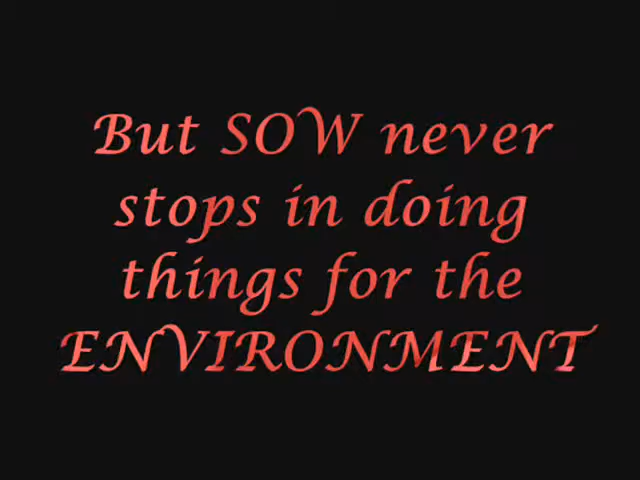 But SOW never
stops in doing
things for the
ENVIRONMENT